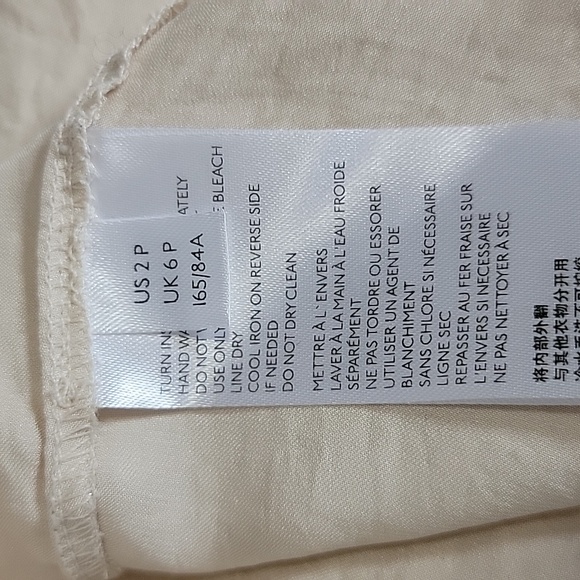 US 2 P
UK 6 P
165/84A
TURN
ATELY
HAND
DO NOT
BLEACH
USE ONLY
LINE DRY
COOL IRON ON REVERSE SIDE
IF NEEDED
DO NOT DRY CLEAN
METTRE À L'ENVERS
LAVER À LA MAIN À L'EAU FROIDE
SÉPARÉMENT
NE PAS TORDRE OU ESSORER
UTILISER UN AGENT DE
BLANCHMENT
SANS CHLORE SI NÉCESSAIRE
LIGNE SEC
REPASSER AU FER FRAISE SUR
L'ENVERS SI NÉCESSAIRE
NE PAS NETTOYER À SEC
将内部外翻
与其他衣物分开用